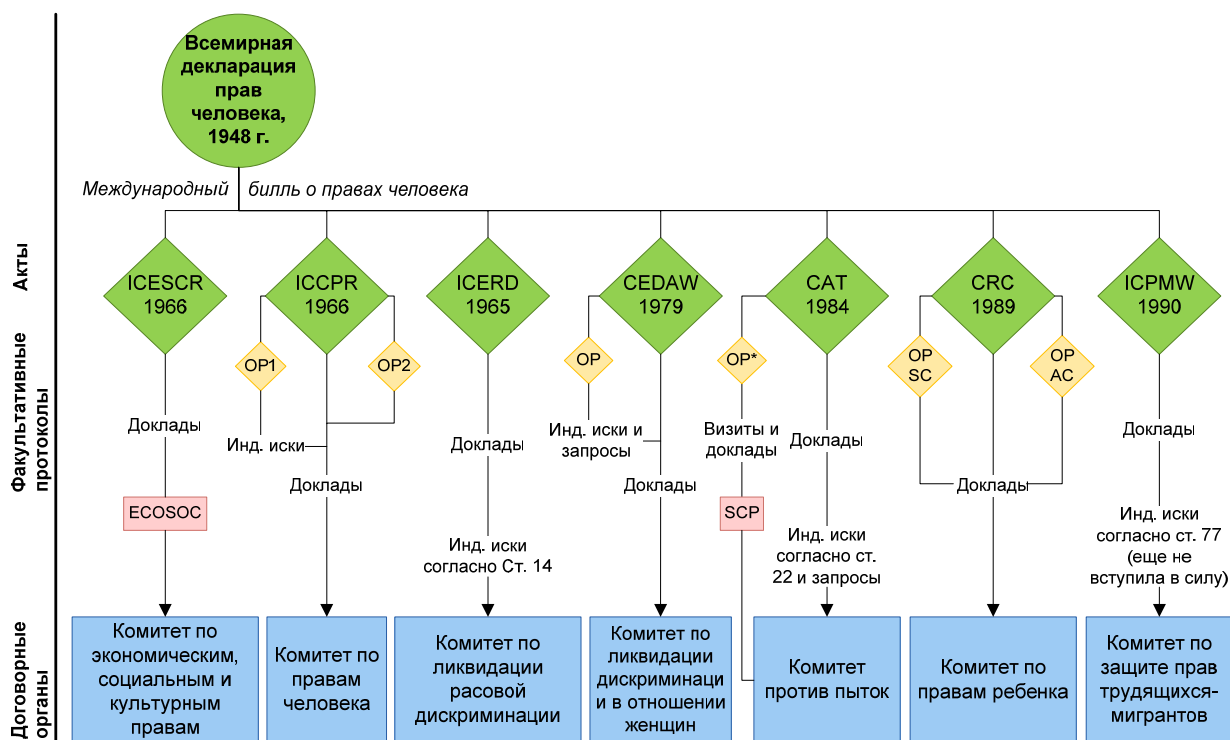 Всемирная
декларация
прав
человека,
1948 г.
Международный билль о правах человека
Акты
ICESCR
1966
ICCPR
1966
ICERD
1965
CEDAW
1979
CAT
1984
CRC
1989
ICPMW
1990
Факультативные
протоколы
OP1
OP2
OP
OP*
OP
SC
OP
AC
Доклады
Инд. иски
Доклады
Доклады
Инд. иски и
запросы
Доклады
Визиты и
доклады
Доклады
Доклады
Доклады
ECOSOC
SCP
Инд. иски
согласно Ст. 14
Инд. иски
согласно ст.
22 и запросы
Инд. иски
согласно ст. 77
(еще не
вступила в силу)
Договорные
органы
Комитет по
экономическим,
социальным и
культурным
правам
Комитет по
правам
человека
Комитет по
ликвидации
расовой
дискриминации
Комитет по
ликвидации
дискриминаци
и в отношении
женщин
Комитет
против пыток
Комитет по
правам ребенка
Комитет по
защите прав
трудящихся-
мигрантов